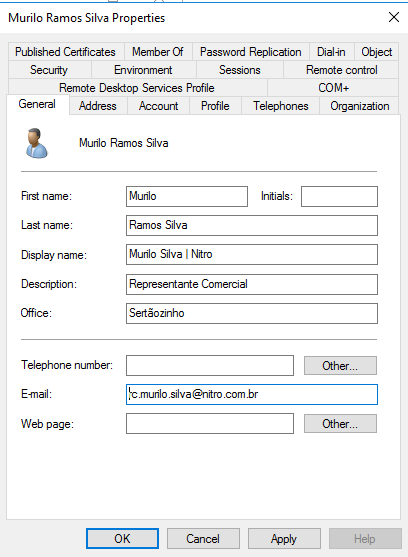 Murilo Ramos Silva Properties
Published Certificates Member Of Password Replication Dial-in Object
Security Environment Sessions Remote control
Remote Desktop Services Profile COM+
General Address Account Profile Telephones Organization
Murilo Ramos Silva
First name: Murilo Initials:
Last name: Ramos Silva
Display name: Murilo Silva | Nitro
Description: Representante Comercial
Office: Sertãozinho
Telephone number: Other...
E-mail: rc.murilo.silva@nitro.com.br
Web page: Other...
OK Cancel Apply Help